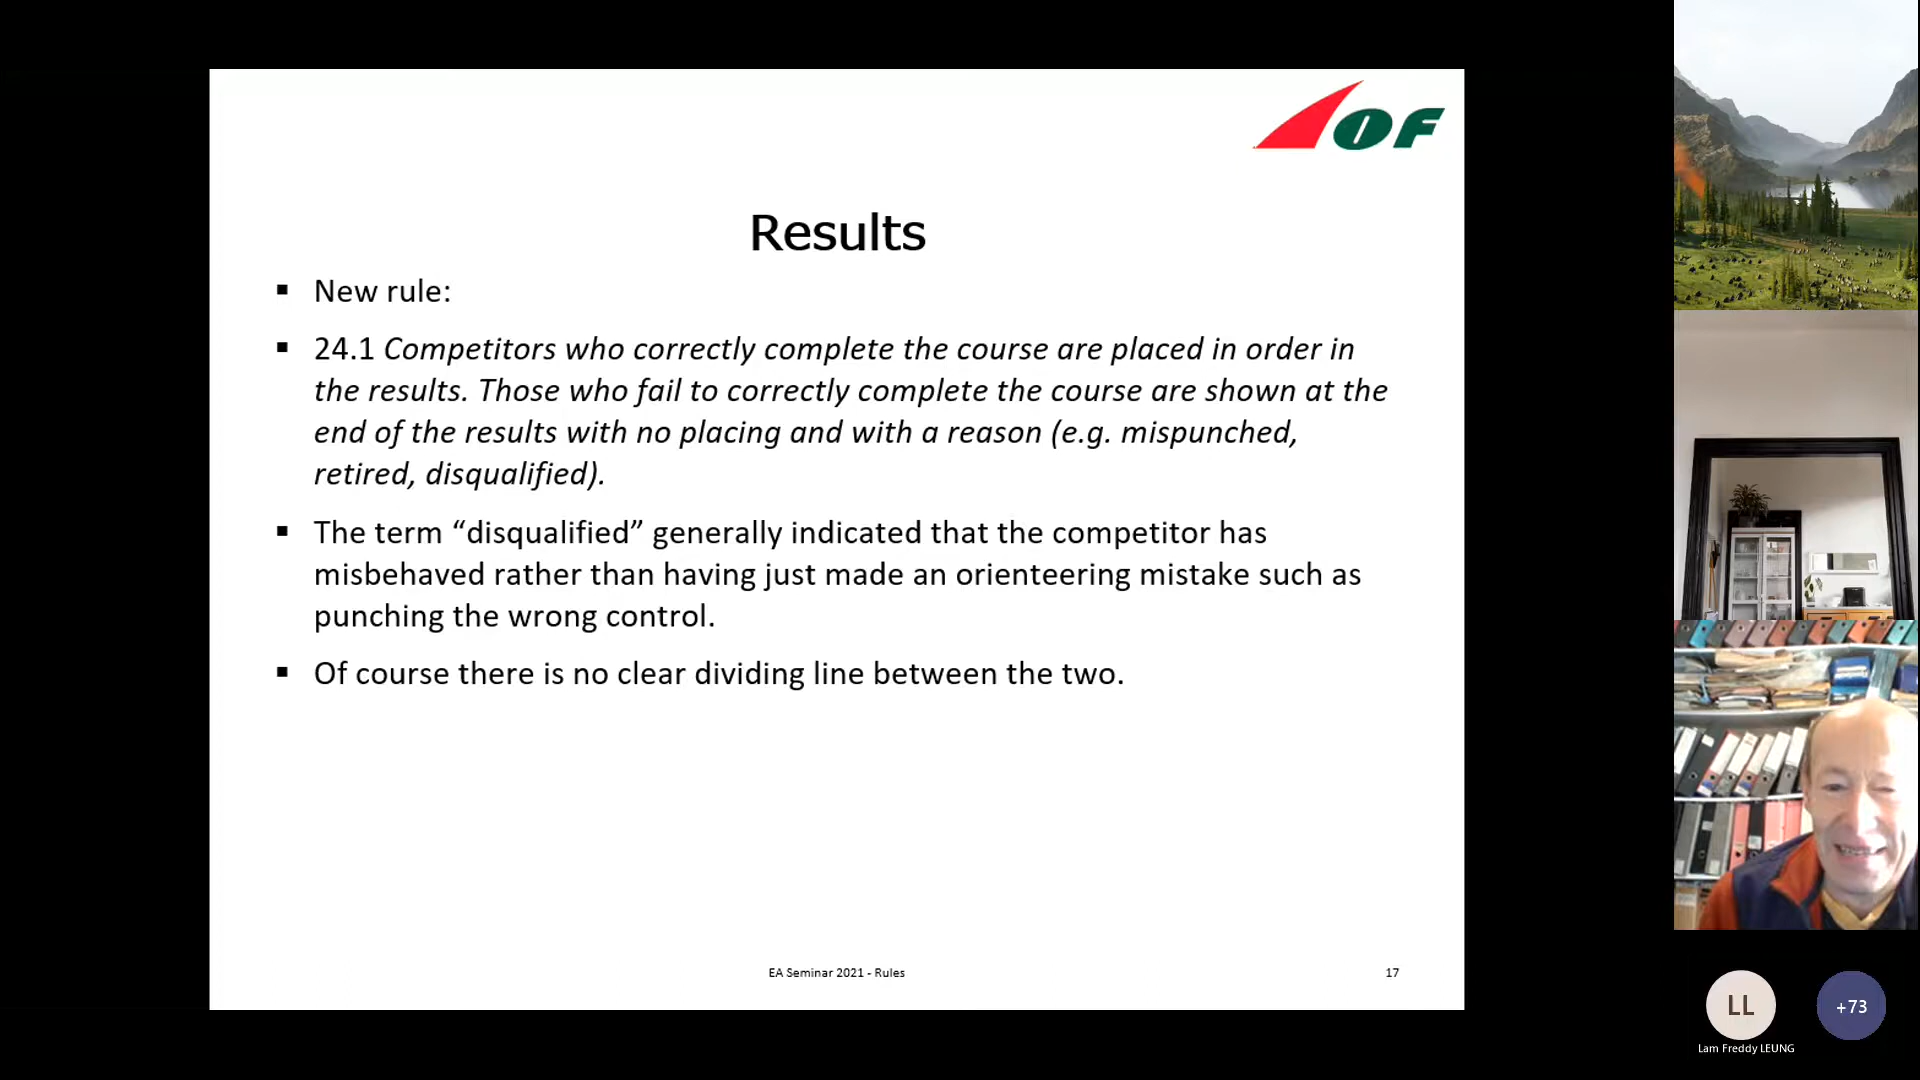 IOF
Results
▪ New rule:
▪ 24.1 Competitors who correctly complete the course are placed in order in
the results. Those who fail to correctly complete the course are shown at the
end of the results with no placing and with a reason (e.g. mispunched,
retired, disqualified).
▪ The term “disqualified” generally indicated that the competitor has
misbehaved rather than having just made an orienteering mistake such as
punching the wrong control.
▪ Of course there is no clear dividing line between the two.
EA Seminar 2021 - Rules
17
LL
+73
Lam Freddy LEUNG